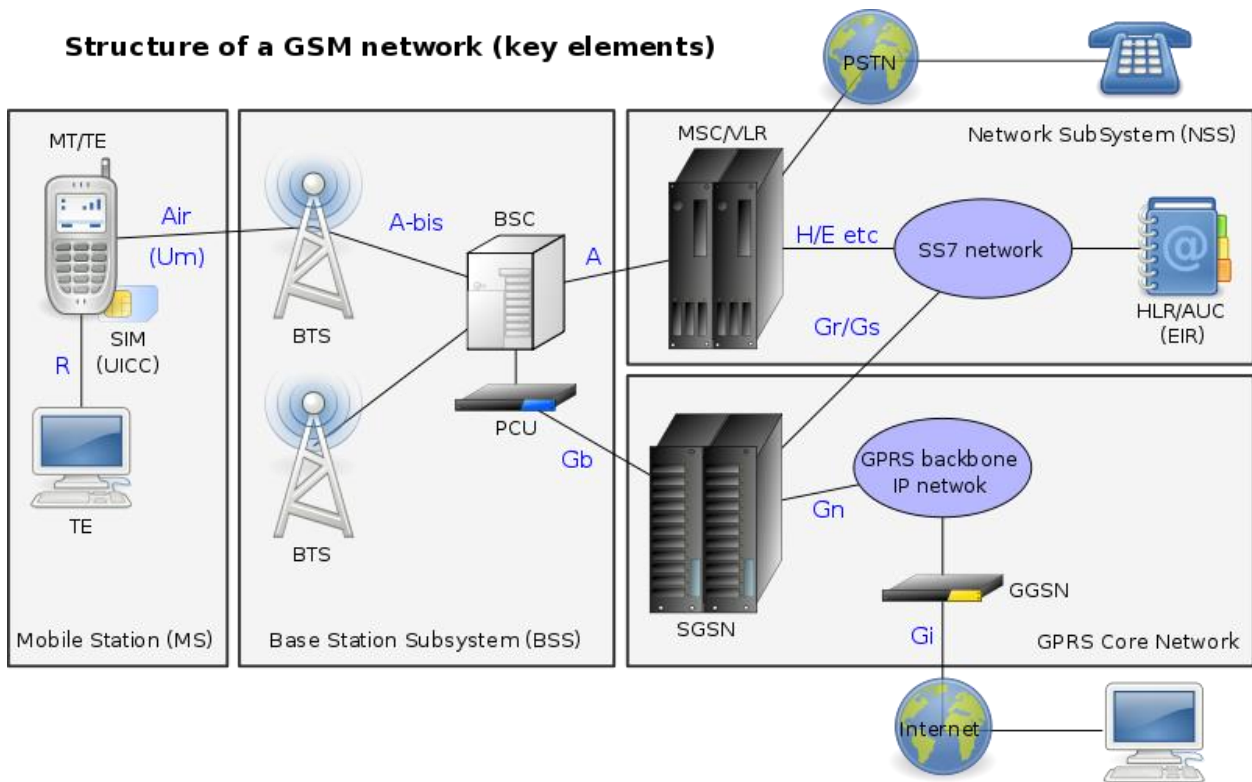 Structure of a GSM network (key elements)
PSTN
MT/TE
Air
(Um)
SIM
(UICC)
R
TE
Mobile Station (MS)
BTS
A-bis
BSC
BTS
PCU
Base Station Subsystem (BSS)
A
Gb
MSC/VLR
Network SubSystem (NSS)
H/E etc
SS7 network
HLR/AUC
(EIR)
Gr/Gs
SGSN
Gn
GPRS backbone
IP netwok
GGSN
Gi
GPRS Core Network
Internet